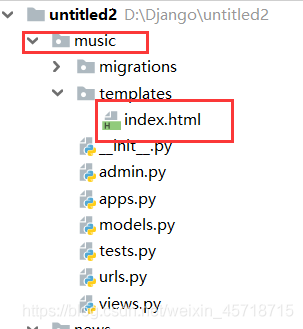 untitled2 D:\Django\untitled2
music
migrations
templates
index.html
__init__.py
admin.py
apps.py
models.py
tests.py
urls.py
views.py
https://blog.csdn.net/weixin_45718715
news